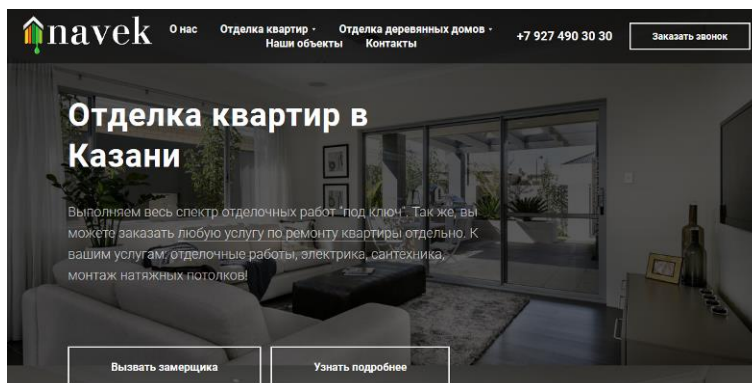 navek
О нас
Отделка квартир
Отделка деревянных домов
Наши объекты
Контакты
+7 927 490 30 30
Заказать звонок
Отделка квартир в
Казани
Выполняем весь спектр отделочных работ "под ключ". Так же, вы
можете заказать любую услугу по ремонту квартиры отдельно. К
вашим услугам: отделочные работы, электрика, сантехника,
монтаж натяжных потолков!
Вызвать замерщика
Узнать подробнее